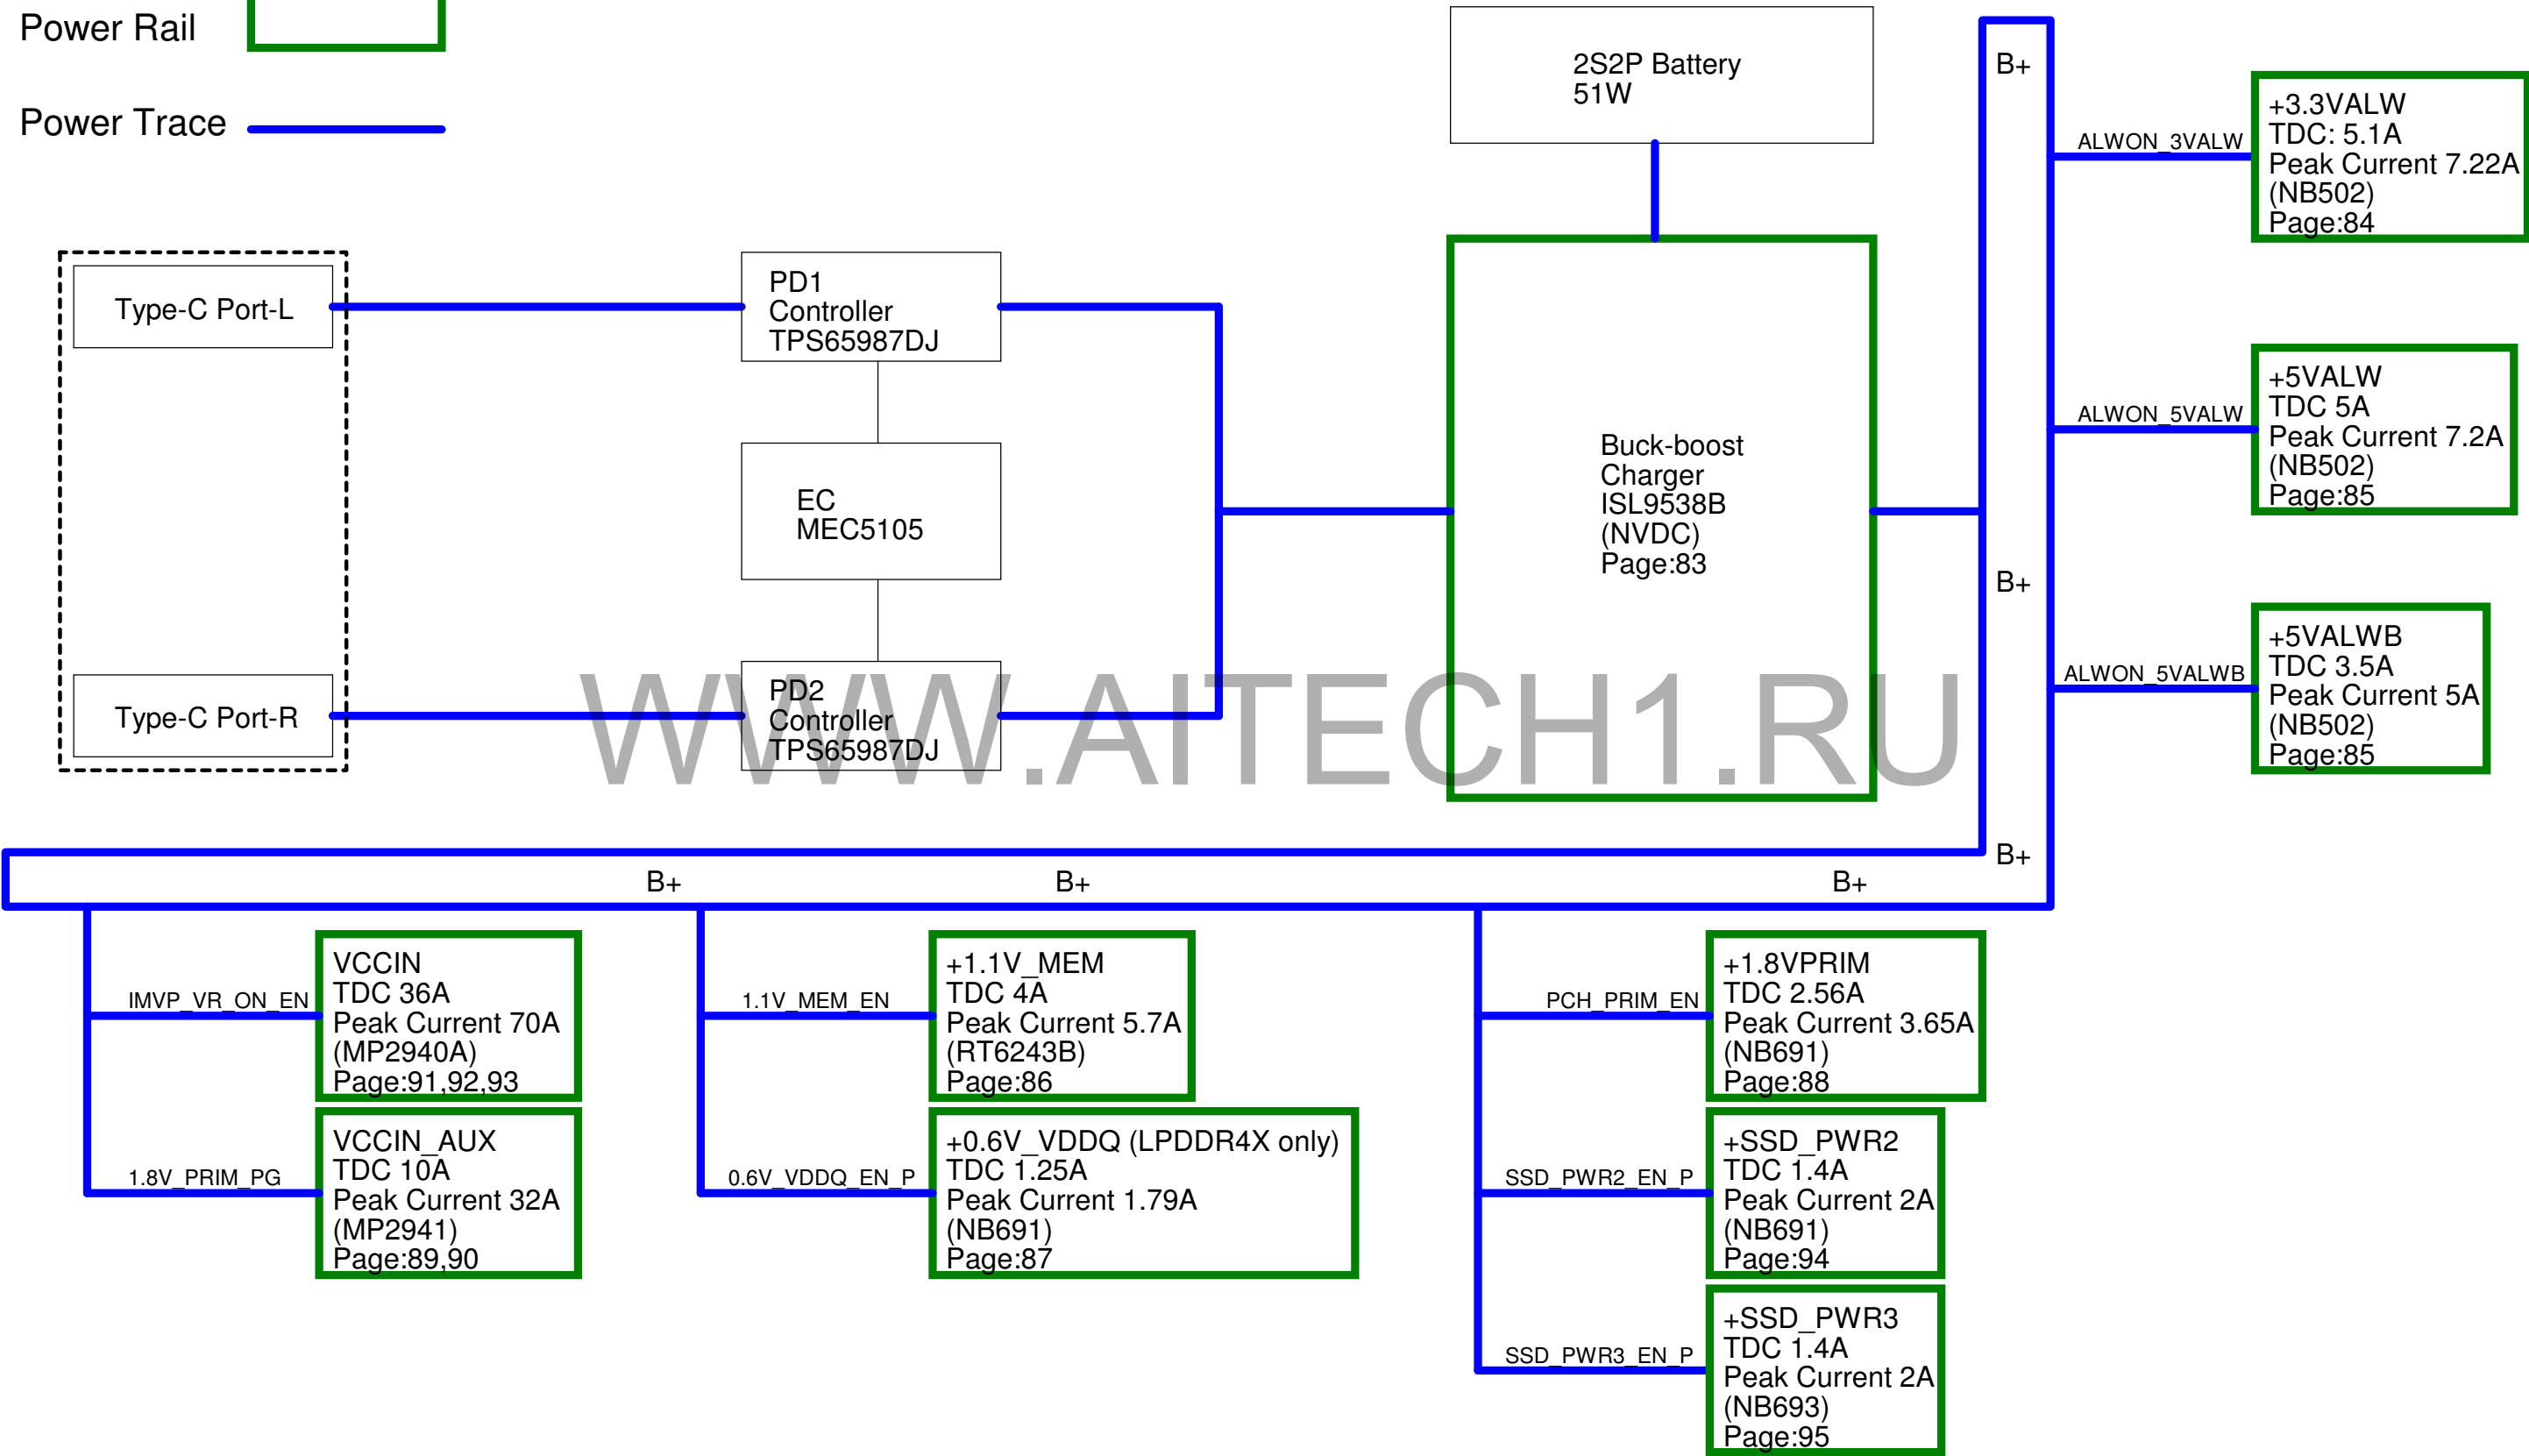 Power Rail
Power Trace
2S2P Battery
51W
B+
+3.3VALW
TDC: 5.1A
Peak Current 7.22A
(NB502)
Page:84
ALWON_3VALW
Type-C Port-L
PD1
Controller
TPS65987DJ
EC
MEC5105
Buck-boost
Charger
ISL9538B
(NVDC)
Page:83
ALWON_5VALW
+5VALW
TDC 5A
Peak Current 7.2A
(NB502)
Page:85
B+
Type-C Port-R
PD2
Controller
TPS65987DJ
WWW.AITECH1.RU
ALWON_5VALWB
+5VALWB
TDC 3.5A
Peak Current 5A
(NB502)
Page:85
B+
B+
B+
B+
IMVP_VR_ON_EN
VCCIN
TDC 36A
Peak Current 70A
(MP2940A)
Page:91,92,93
1.8V_PRIM_PG
VCCIN_AUX
TDC 10A
Peak Current 32A
(MP2941)
Page:89,90
1.1V_MEM_EN
+1.1V_MEM
TDC 4A
Peak Current 5.7A
(RT6243B)
Page:86
0.6V_VDDQ_EN_P
+0.6V_VDDQ (LPDDR4X only)
TDC 1.25A
Peak Current 1.79A
(NB691)
Page:87
PCH_PRIM_EN
+1.8VPRIM
TDC 2.56A
Peak Current 3.65A
(NB691)
Page:88
SSD_PWR2_EN_P
+SSD_PWR2
TDC 1.4A
Peak Current 2A
(NB691)
Page:94
SSD_PWR3_EN_P
+SSD_PWR3
TDC 1.4A
Peak Current 2A
(NB693)
Page:95